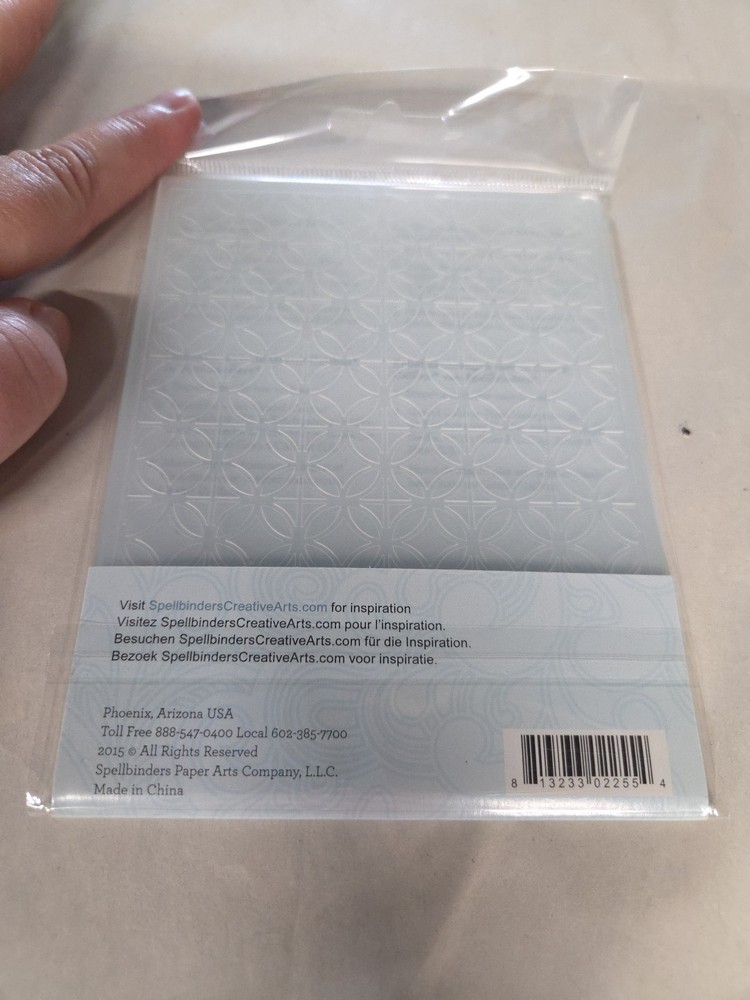 Visit SpellbindersCreativeArts.com for inspiration
Visitez SpellbindersCreativeArts.com pour l'inspiration.
Besuchen SpellbindersCreativeArts.com für die Inspiration.
Bezoek SpellbindersCreativeArts.com voor inspiratie.
Phoenix, Arizona USA
Toll Free 888-547-0400 Local 602-385-7700
2015 © All Rights Reserved
Spellbinders Paper Arts Company, L.L.C.
Made in China
8 13233 02255 4